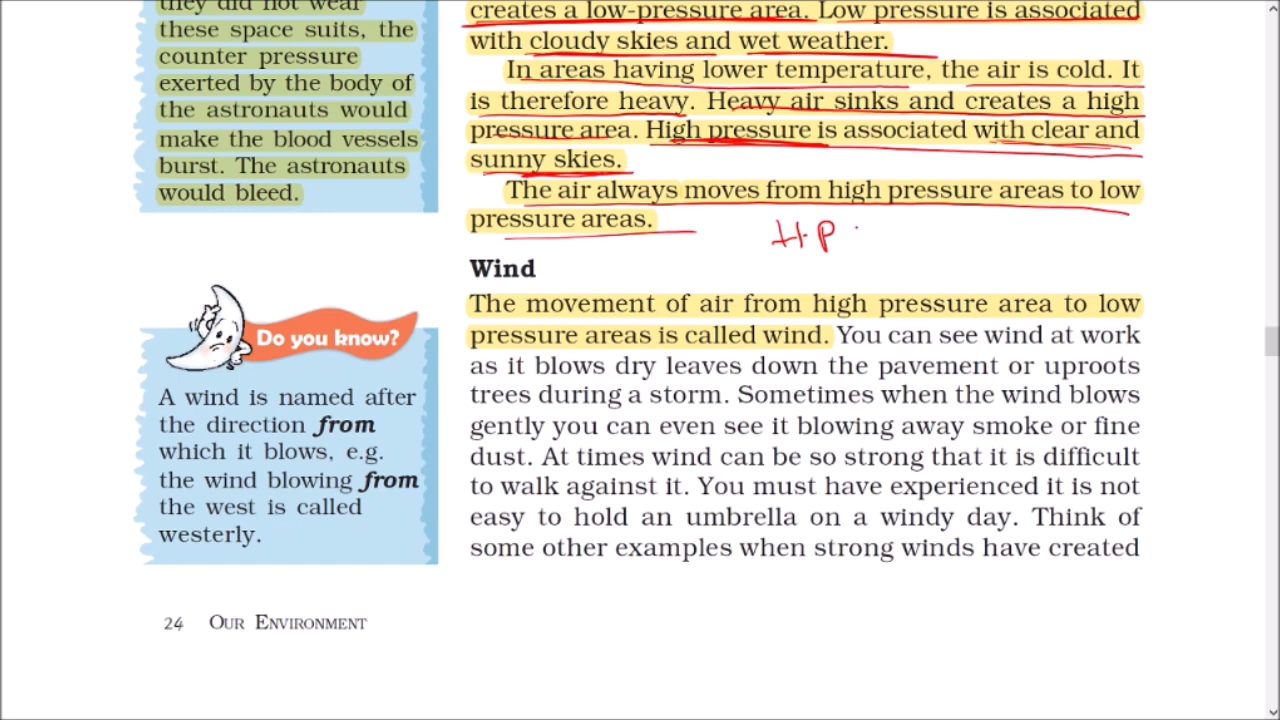 they did not wear
these space suits, the
counter pressure
exerted by the body of
the astronauts would
make the blood vessels
burst. The astronauts
would bleed.
creates a low-pressure area. Low pressure is associated
with cloudy skies and wet weather.
In areas having lower temperature, the air is cold. It
is therefore heavy. Heavy air sinks and creates a high
pressure area. High pressure is associated with clear and
sunny skies.
The air always moves from high pressure areas to low
pressure areas.
H.P.
Wind
The movement of air from high pressure area to low
pressure areas is called wind. You can see wind at work
as it blows dry leaves down the pavement or uproots
trees during a storm. Sometimes when the wind blows
gently you can even see it blowing away smoke or fine
dust. At times wind can be so strong that it is difficult
to walk against it. You must have experienced it is not
easy to hold an umbrella on a windy day. Think of
some other examples when strong winds have created
Do you know?
A wind is named after
the direction from
which it blows, e.g.
the wind blowing from
the west is called
westerly.
24 OUR ENVIRONMENT